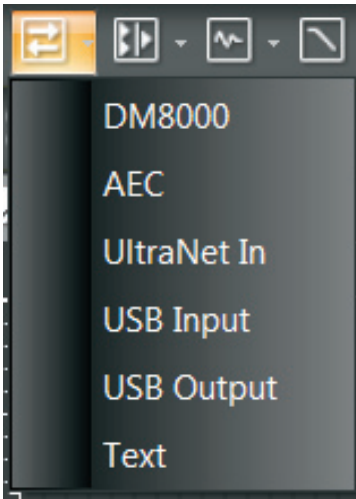 DM8000
AEC
UltraNet In
USB Input
USB Output
Text